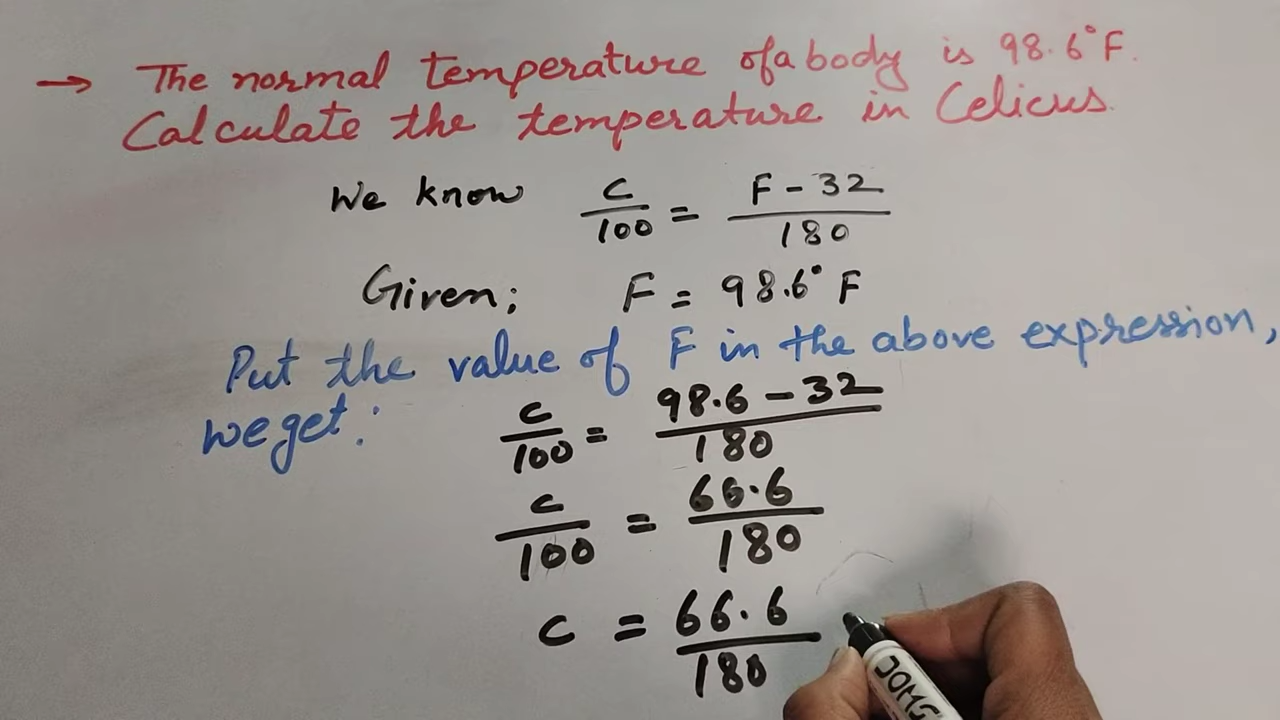 → The normal temperature of a body is 98.6°F.
Calculate the temperature in Celicus.
We know C/100 = F - 32/180
Given; F = 98.6° F
Put the value of F in the above expression,
we get:
C/100 = 98.6 - 32/180
C/100 = 66.6/180
C = 66.6/180
DOMS